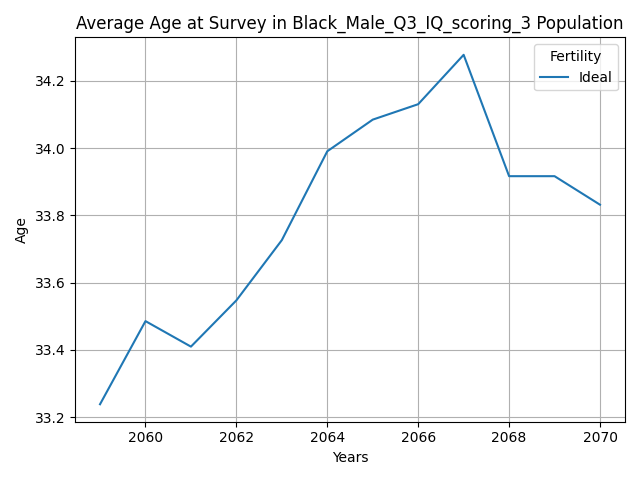 Average Age at Survey in Black_Male_Q3_IQ_scoring_3 Population
Fertility
Ideal
34.2
34.0
33.8
33.6
33.4
33.2
Age
2060 2062 2064 2066 2068 2070
Years